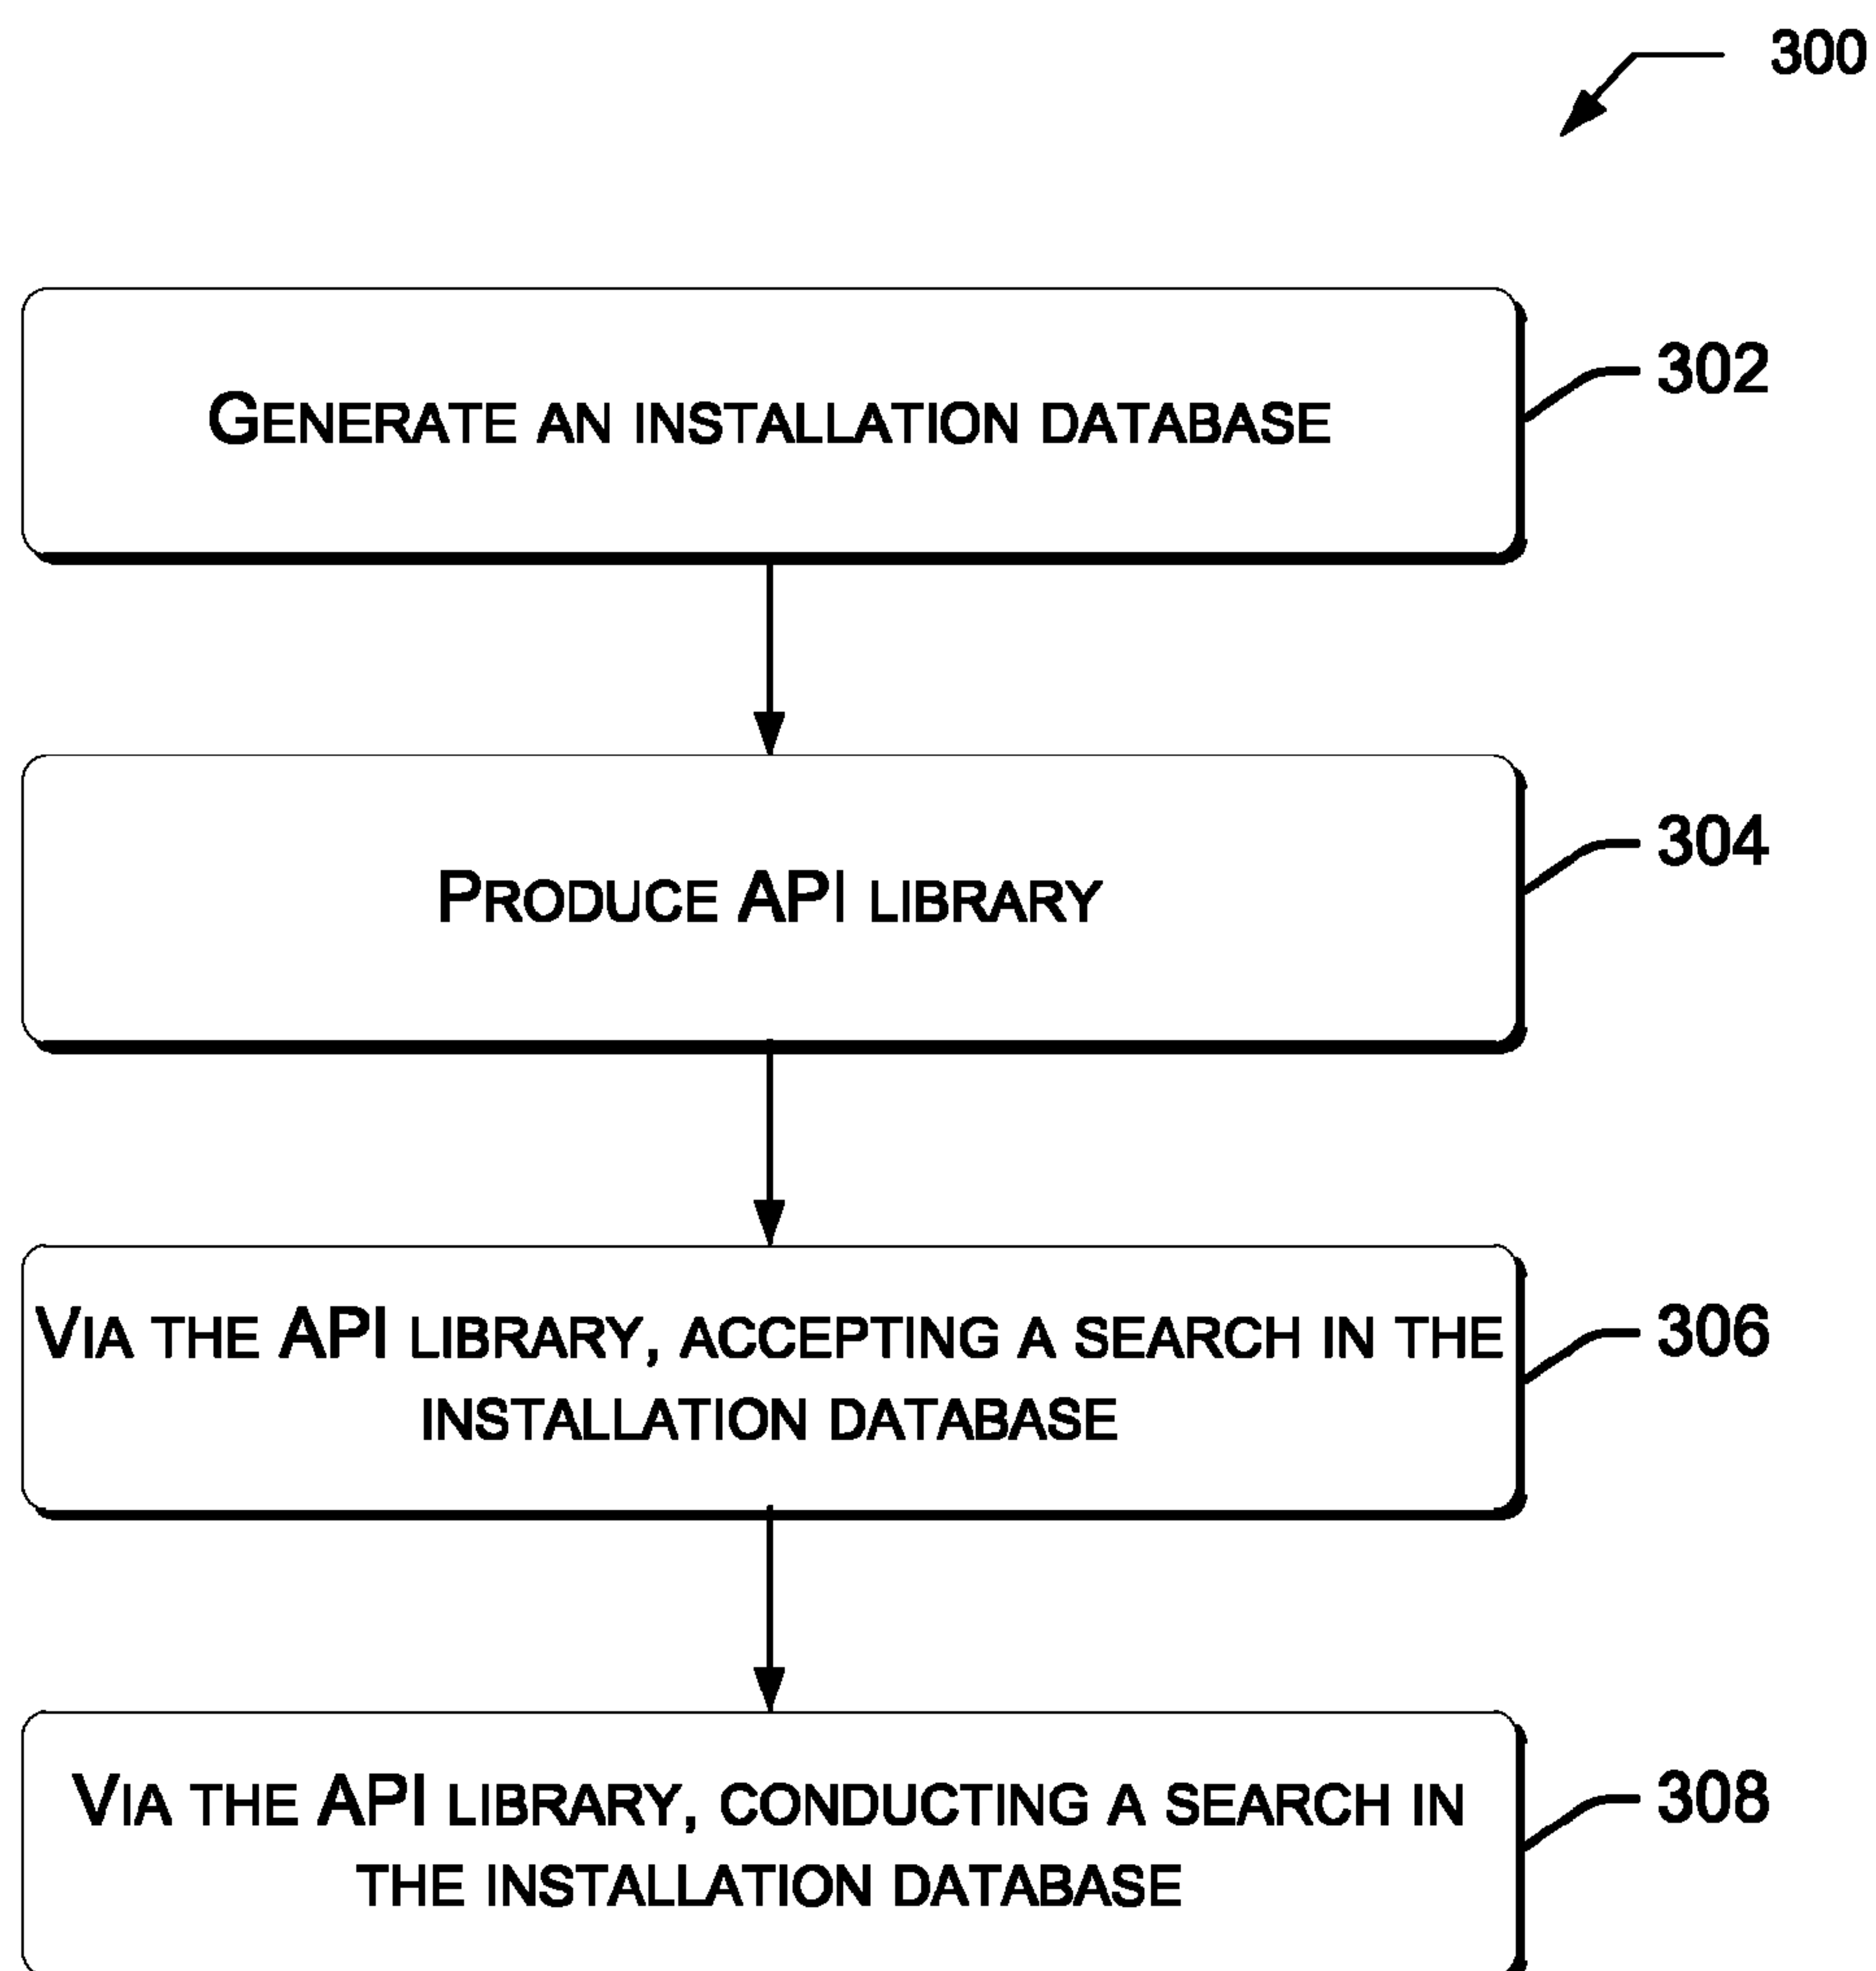 300
GENERATE AN INSTALLATION DATABASE
302
PRODUCE API LIBRARY
304
VIA THE API LIBRARY, ACCEPTING A SEARCH IN THE
INSTALLATION DATABASE
306
VIA THE API LIBRARY, CONDUCTING A SEARCH IN
THE INSTALLATION DATABASE
308